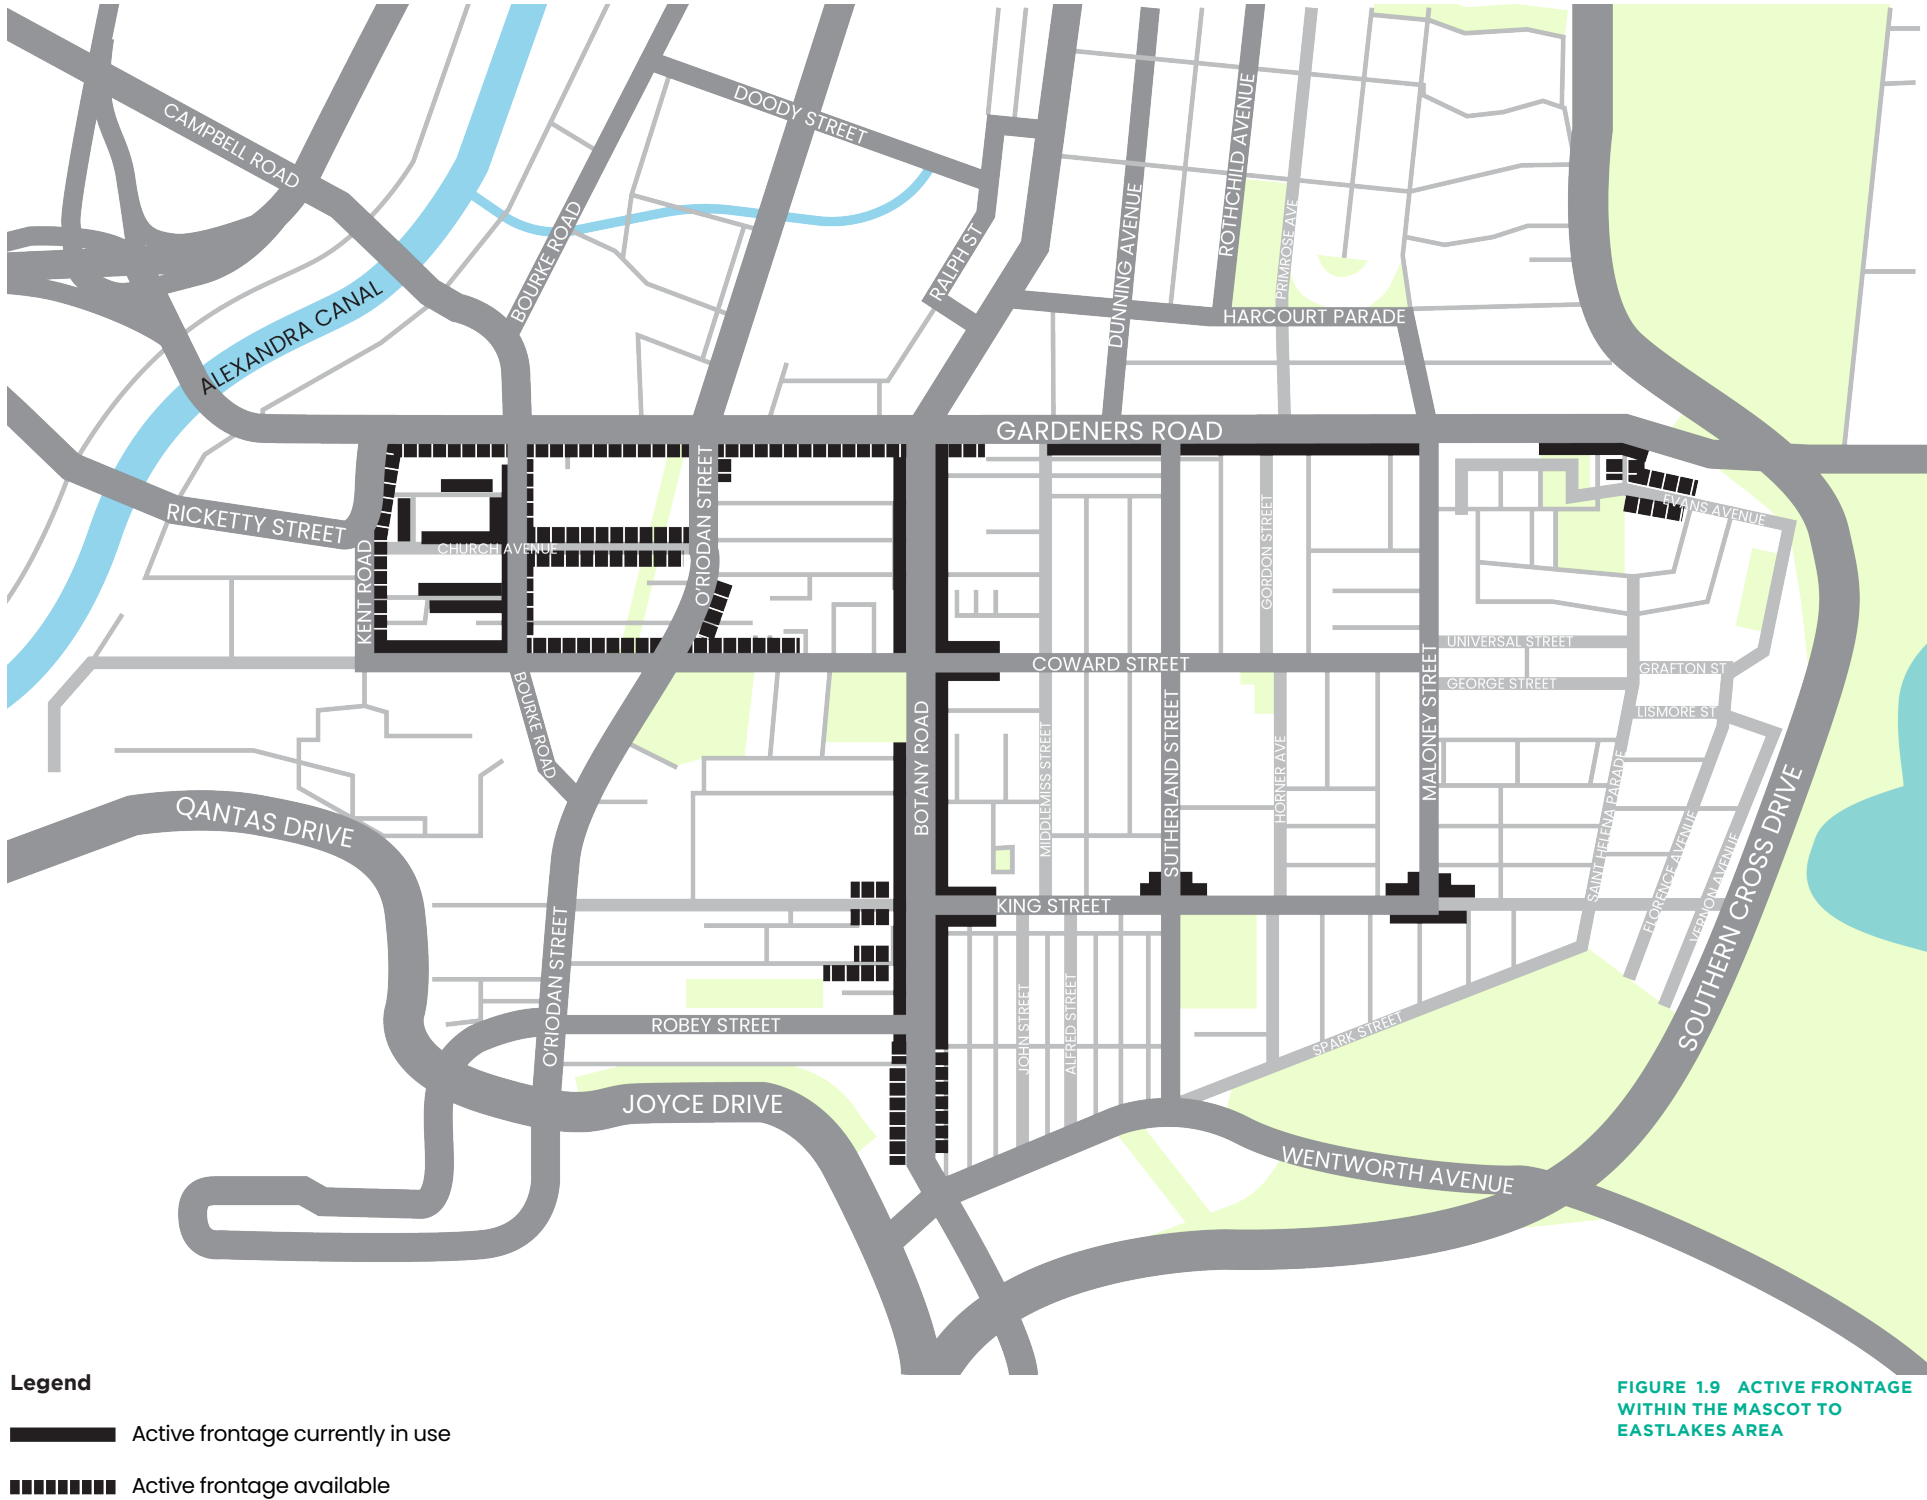 DOODY STREET
CAMPBELL ROAD
ROTHCHILD AVENUE
DUNNING AVENUE
PRIMROSE AVE
BOURKE ROAD
RALPH ST
ALEXANDRA CANAL
HARCOURT PARADE
GARDENERS ROAD
O'RIODAN STREET
RICKETTY STREET
EVANS AVENUE
GORDON STREET
CHURCH AVENUE
KENT ROAD
UNIVERSAL STREET
COWARD STREET
GRAFTON ST
GEORGE STREET
MALONEY STREET
BOURKE ROAD
LISMORE ST
BOTANY ROAD
MIDDLEMISS STREET
SUTHERLAND STREET
HORNER AVE
SAINT HELENA PARADE
FLORENCE AVENUE
VERNON AVENUE
SOUTHERN CROSS DRIVE
QANTAS DRIVE
KING STREET
O'RIODAN STREET
JOHN STREET
ALFRED STREET
ROBEY STREET
SPARK STREET
JOYCE DRIVE
WENTWORTH AVENUE
Legend
Active frontage currently in use
Active frontage available
FIGURE 1.9 ACTIVE FRONTAGE
WITHIN THE MASCOT TO
EASTLAKES AREA